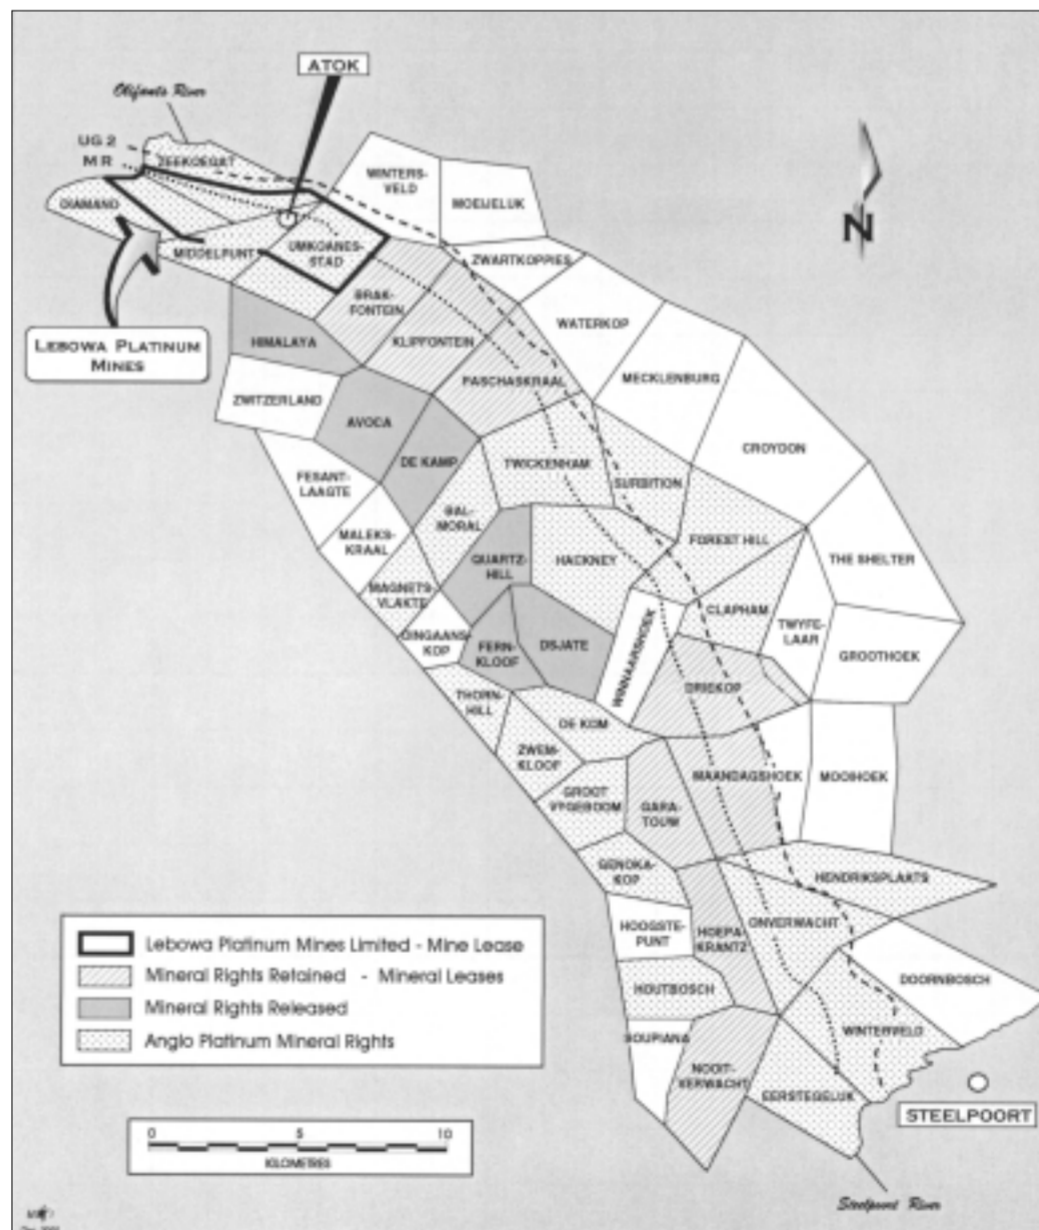 ATOK
Olifants River
UG 2
M R
ZEEKOEGAT
DIAMAND
WINTERS-
VELD
MOEIJELUK
MIDDELPUNT
UMKOANES-
STAD
ZWARTKOPPIES
N
BRAK-
FONTEIN
WATERKOP
LEBOWA PLATINUM
MINES
HIMALAYA
KLIPFONTEIN
MECKLENBURG
PASCHASKRAAL
ZWITZERLAND
AVOCA
CROYDON
DE KAMP
TWICKENHAM
SURBITION
FESANT-
LAAGTE
BAL-
MORAL
MALEKS-
KRAAL
QUARTZ-
HILL
HACKNEY
FOREST HILL
THE SHELTER
MAGNETS-
VLAKTE
CLAPHAM
TWYFE-
LAAR
DINGAANS-
KOP
FERN-
KLOOF
DSJATE
WINNAARSHOEK
GROOTHOEK
THORN-
HILL
DRIEKOP
DE KOM
ZWEM-
KLOOF
MAANDAGSHOEK
MOOIHOEK
GROOT
VYGEBOOM
GARA-
TOUW
GENOKA-
KOP
HENDRIKSPLAATS
HOOGSTE-
PUNT
HOEPA-
KRANTZ
ONVERWACHT
HOUTBOSCH
DOORNBOSCH
SOUPIANA
WINTERVELD
NOOIT-
VERWACHT
EERSTEGELUK
STEELPOORT
Steelpoort River
Lebowa Platinum Mines Limited - Mine Lease
Mineral Rights Retained - Mineral Leases
Mineral Rights Released
Anglo Platinum Mineral Rights
0 5 10
KILOMETRES